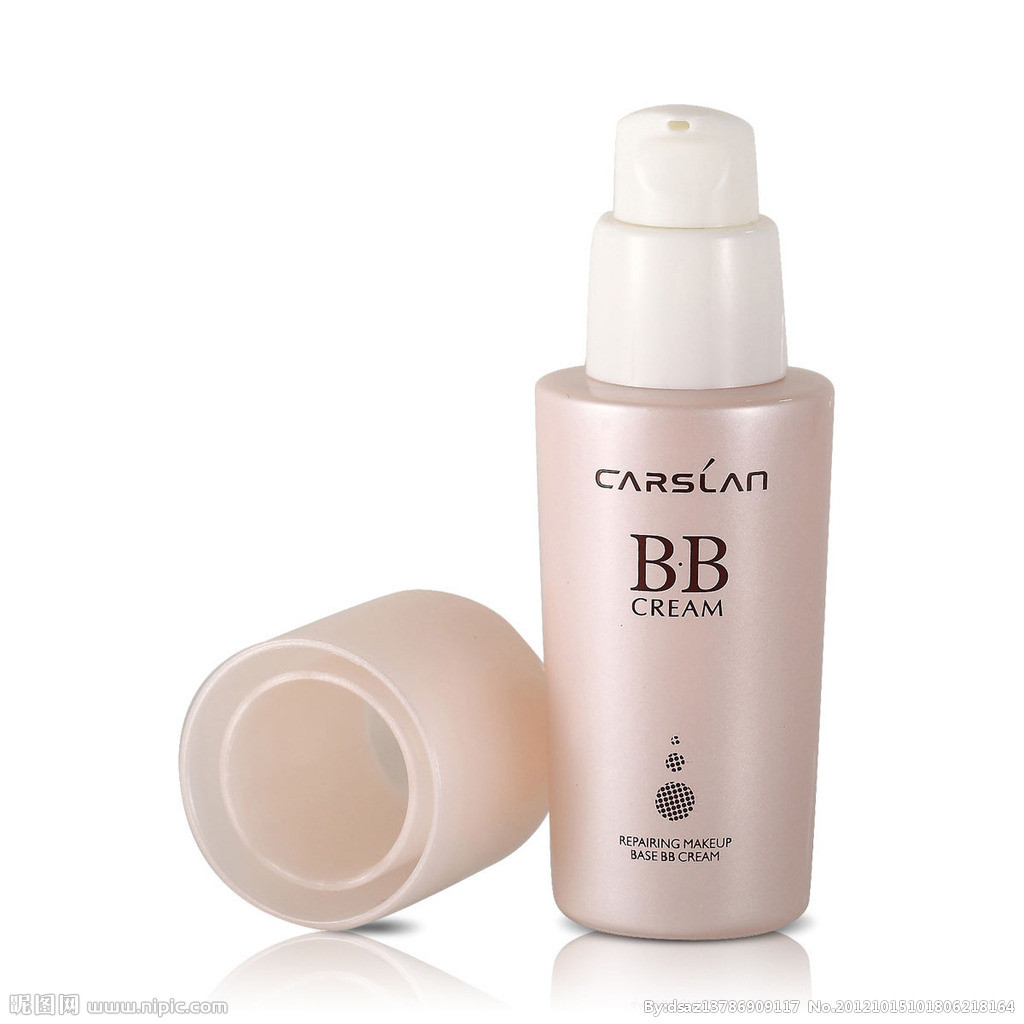 CARSLAN
B·B
CREAM
REPAIRING MAKEUP
BASE BB CREAM
昵图网 www.nipic.com
By:dsaz13786909117 No.20121015101806218164